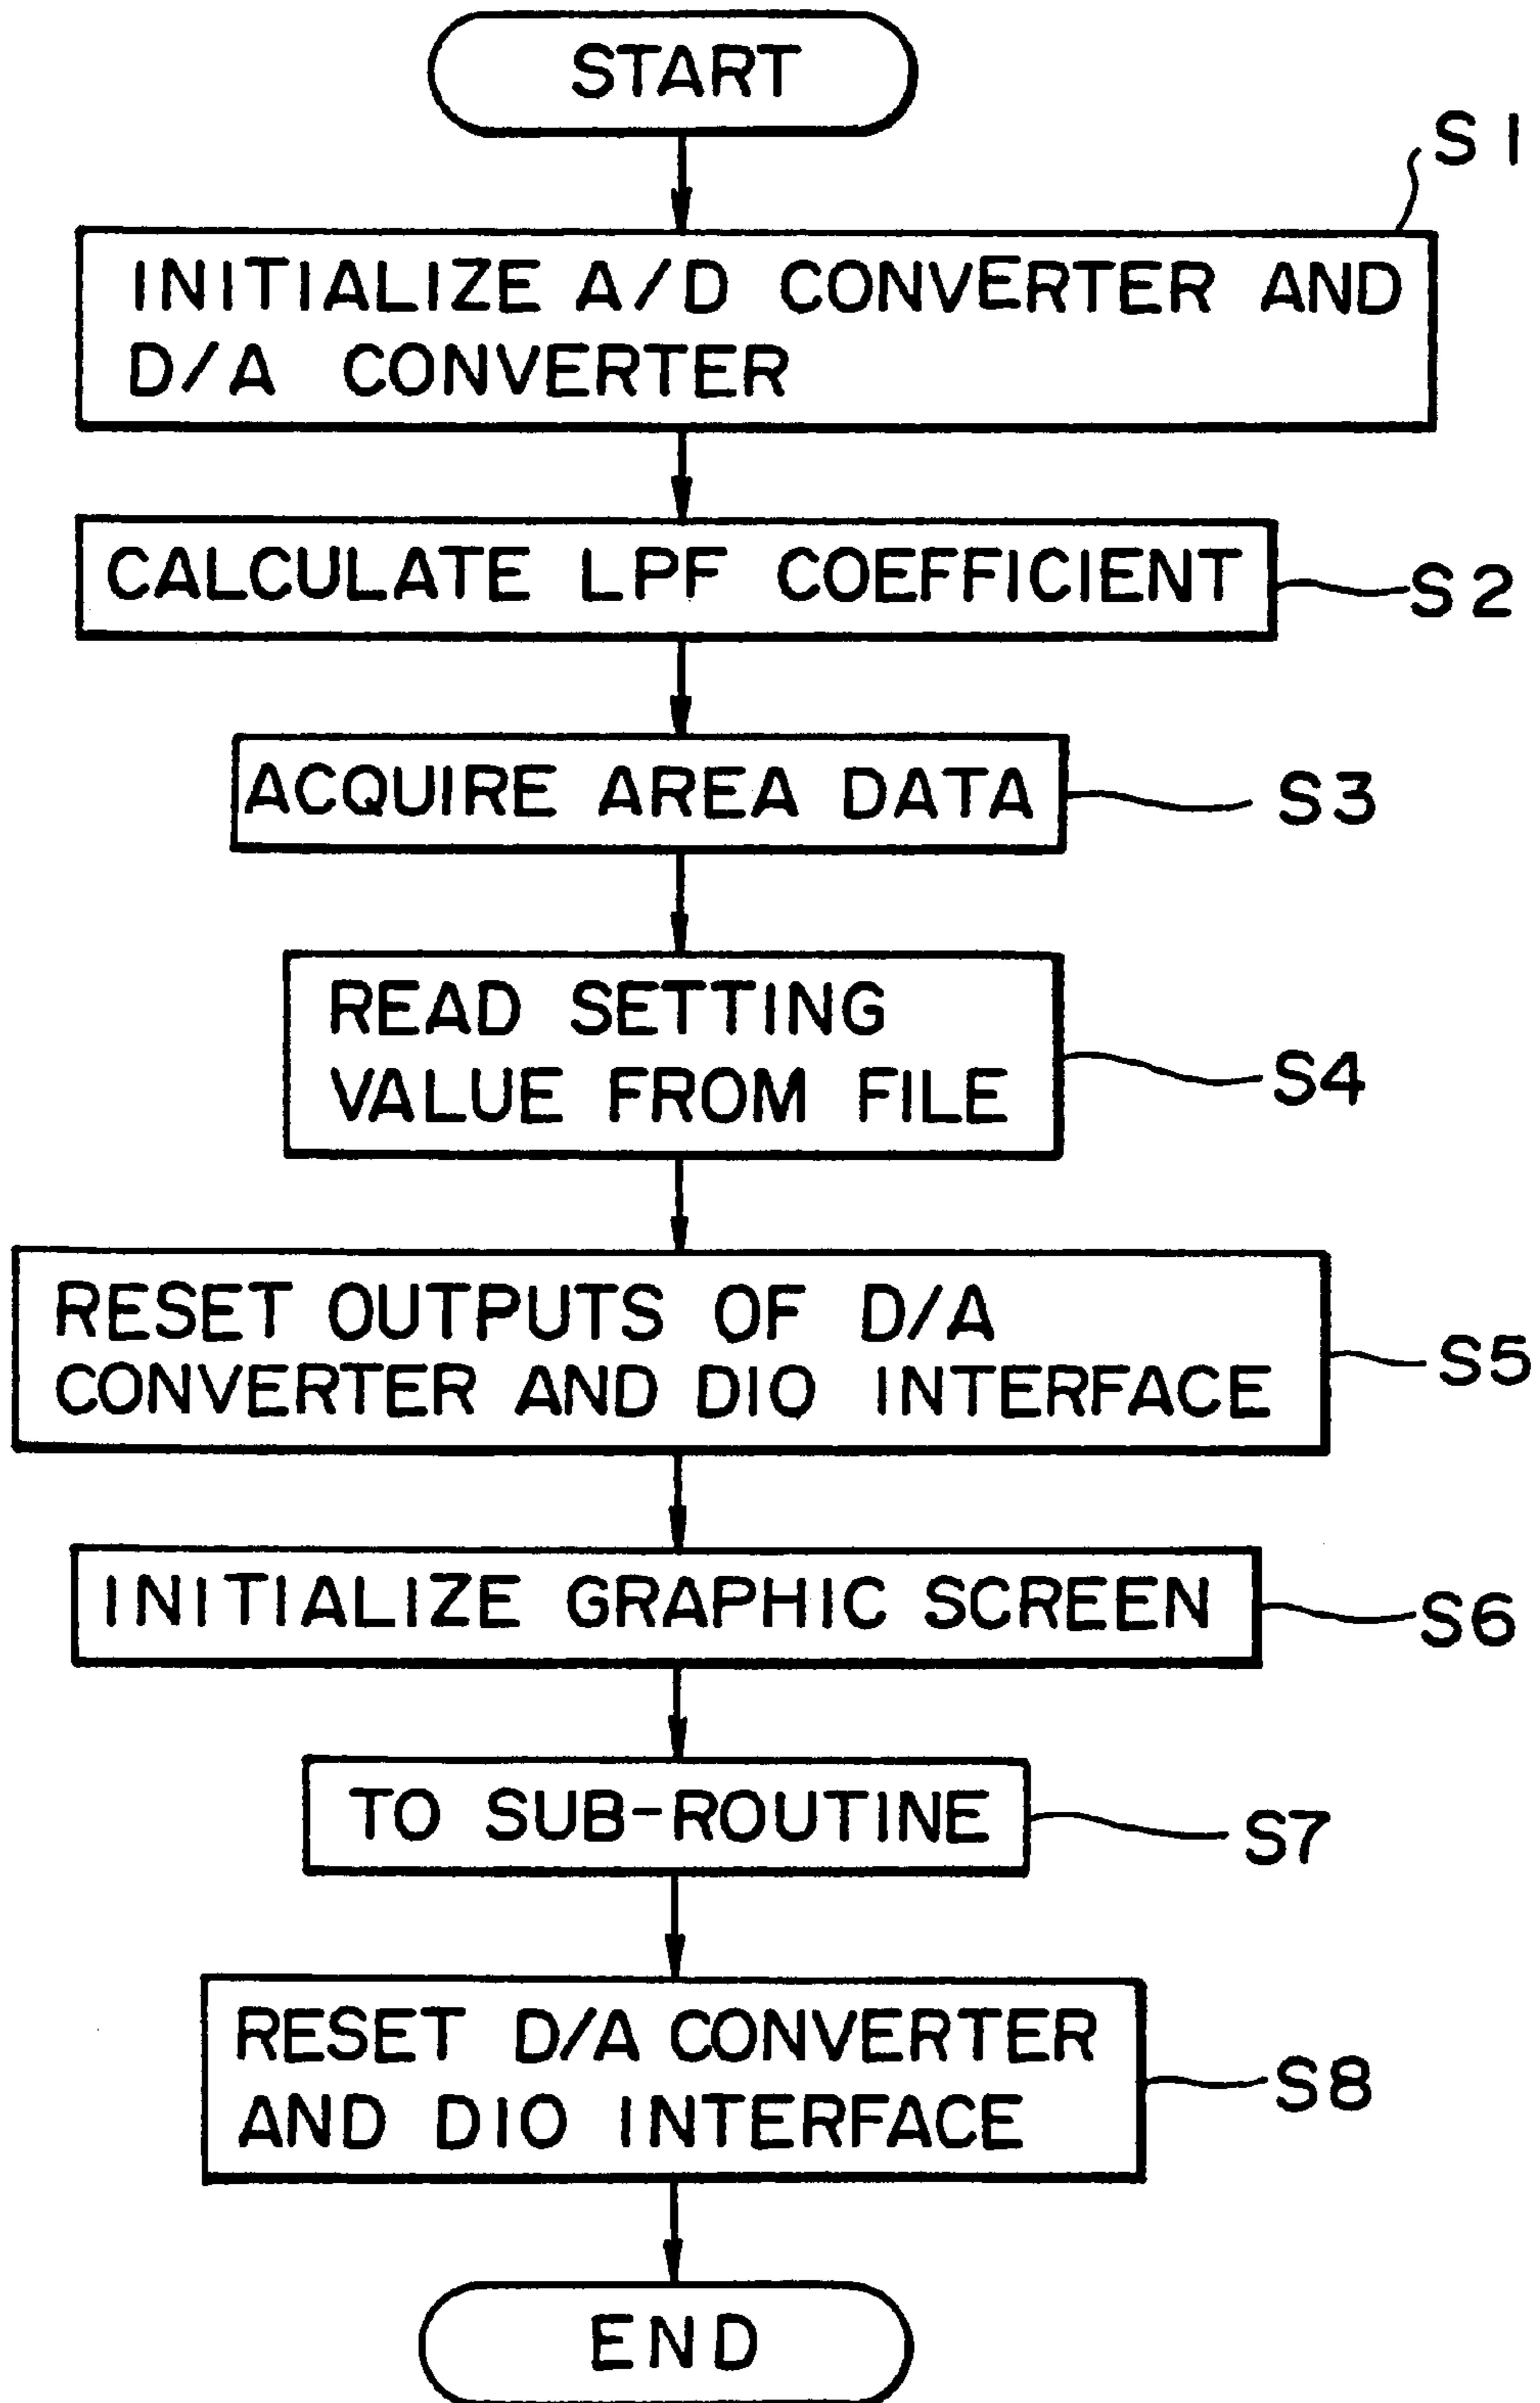 START
S1
INITIALIZE A/D CONVERTER AND
D/A CONVERTER
CALCULATE LPF COEFFICIENT
S2
ACQUIRE AREA DATA
S3
READ SETTING
VALUE FROM FILE
S4
RESET OUTPUTS OF D/A
CONVERTER AND DIO INTERFACE
S5
INITIALIZE GRAPHIC SCREEN
S6
TO SUB-ROUTINE
S7
RESET D/A CONVERTER
AND DIO INTERFACE
S8
END